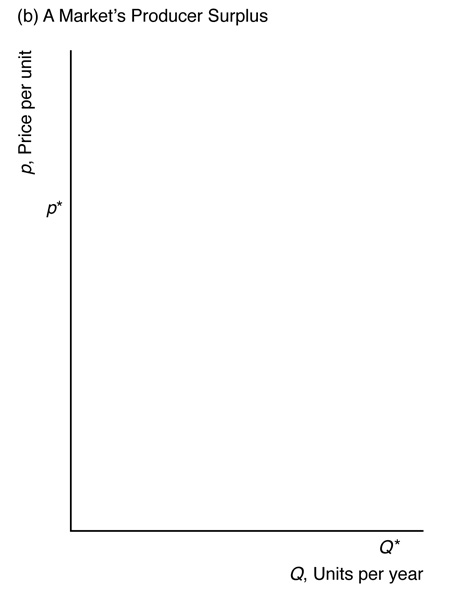 (b) A Market’s Producer Surplus
p, Price per unit
p*
Q*
Q, Units per year